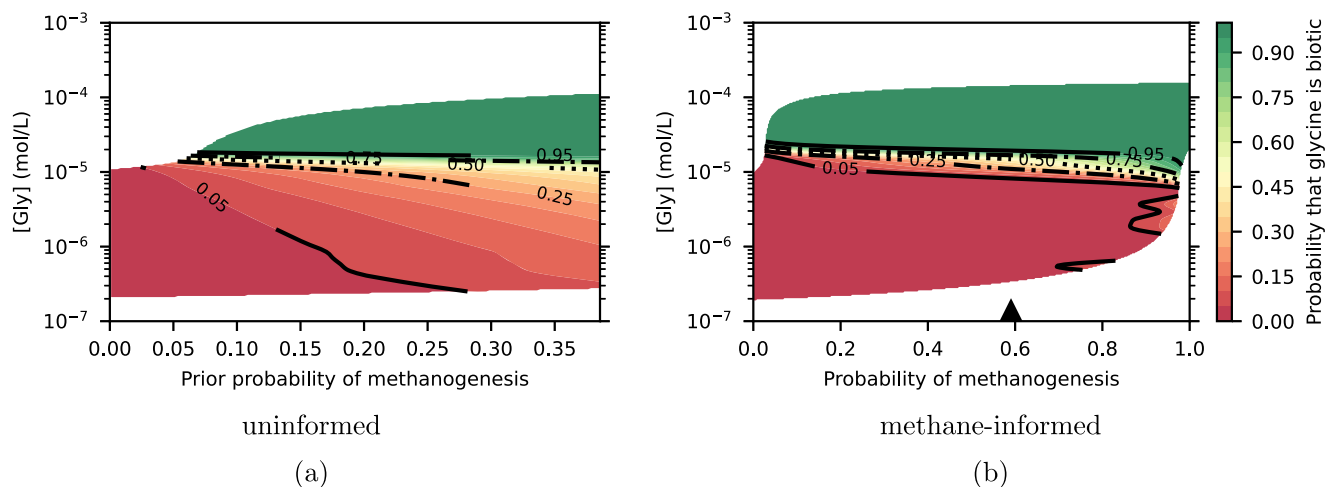 10⁻³
10⁻⁴
10⁻⁵
10⁻⁶
10⁻⁷
[Gly] (mol/L)
0.75
0.50
0.95
0.25
0.05
0.00 0.05 0.10 0.15 0.20 0.25 0.30 0.35
Prior probability of methanogenesis
uninformed
(a)
10⁻³
10⁻⁴
10⁻⁵
10⁻⁶
10⁻⁷
[Gly] (mol/L)
0.05
0.25
0.50
0.75
0.95
0.0 0.2 0.4 0.6 0.8 1.0
Probability of methanogenesis
methane-informed
(b)
0.90
0.75
0.60
0.45
0.30
0.15
0.00
Probability that glycine is biotic